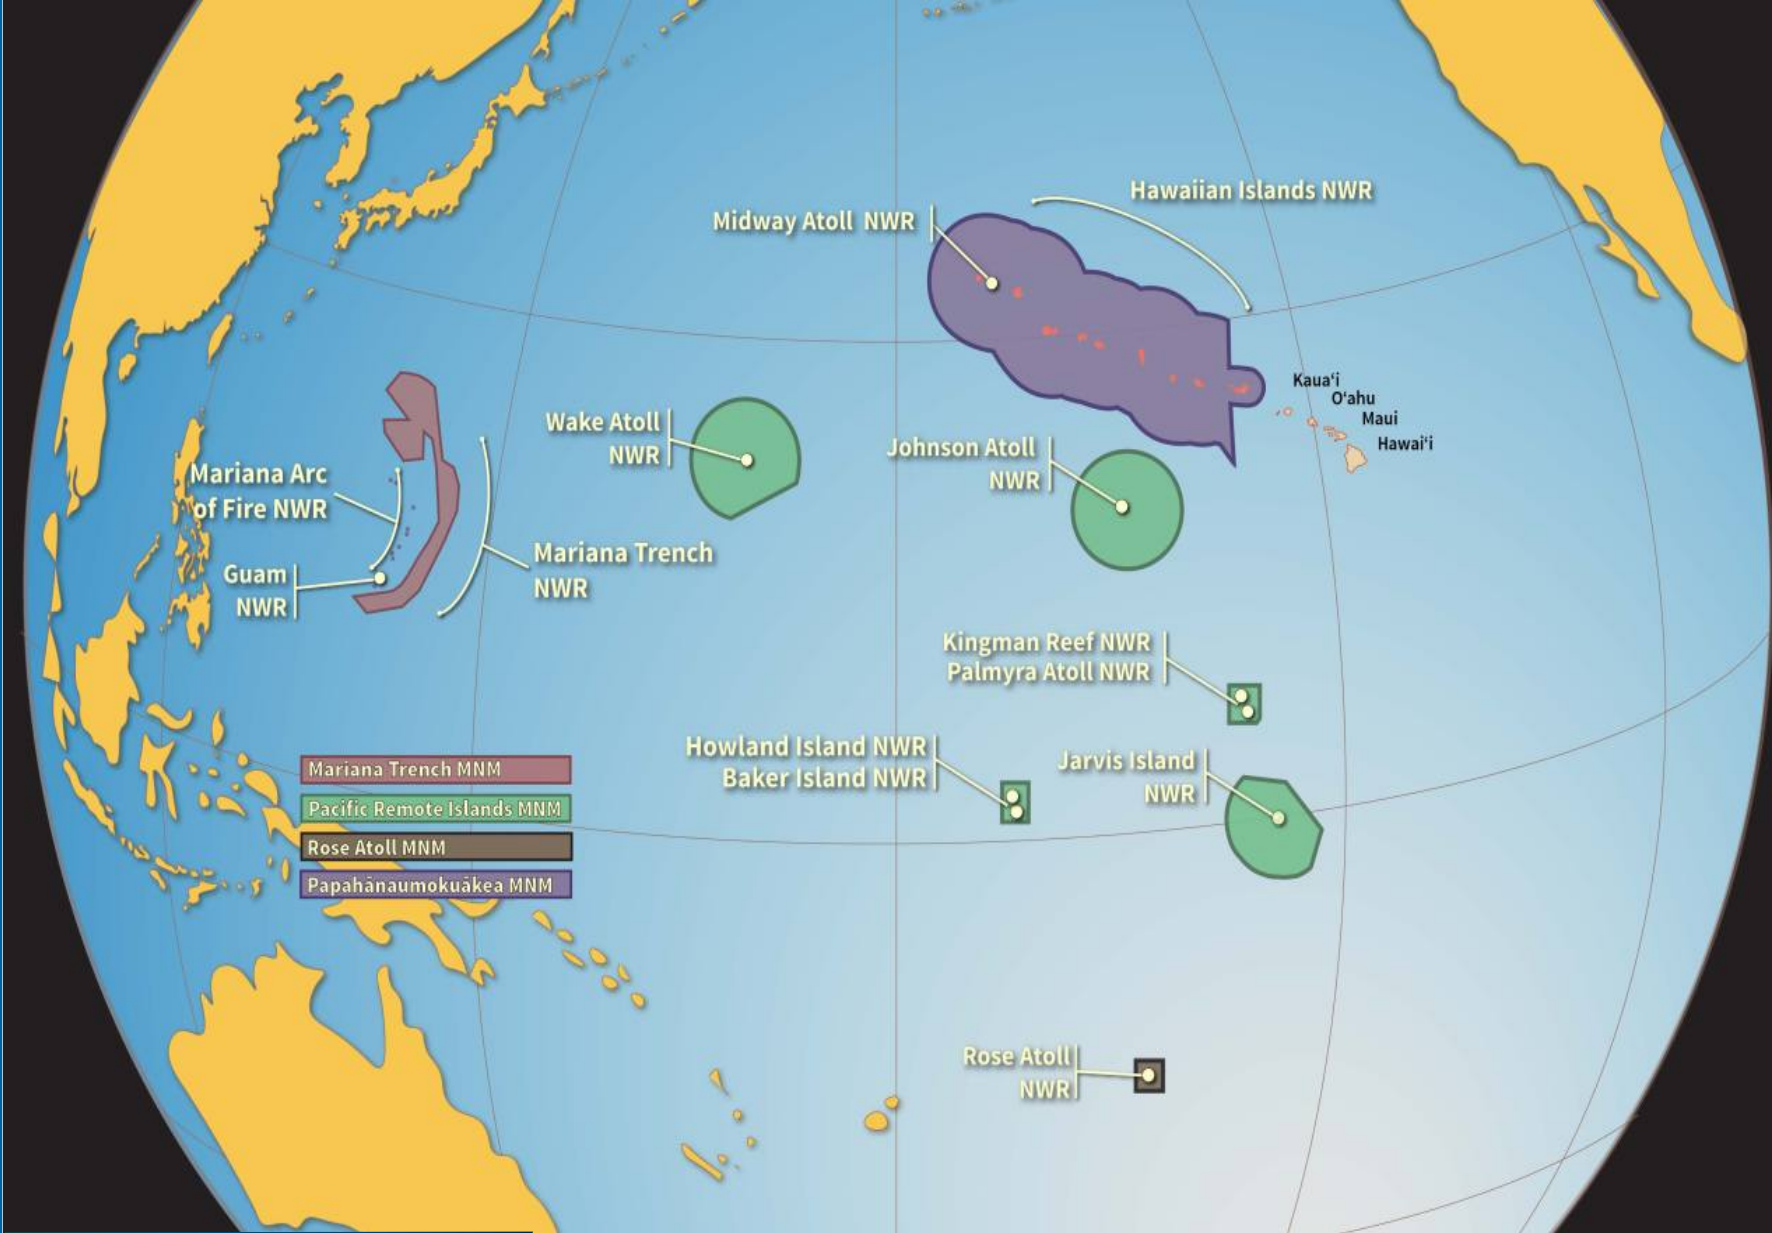 Hawaiian Islands NWR
Midway Atoll NWR
Kaua‘i
O‘ahu
Maui
Hawai‘i
Wake Atoll
NWR
Johnson Atoll
NWR
Mariana Arc
of Fire NWR
Mariana Trench
NWR
Guam
NWR
Kingman Reef NWR
Palmyra Atoll NWR
Howland Island NWR
Baker Island NWR
Jarvis Island
NWR
Mariana Trench MNM
Pacific Remote Islands MNM
Rose Atoll MNM
Papahānaumokuākea MNM
Rose Atoll
NWR